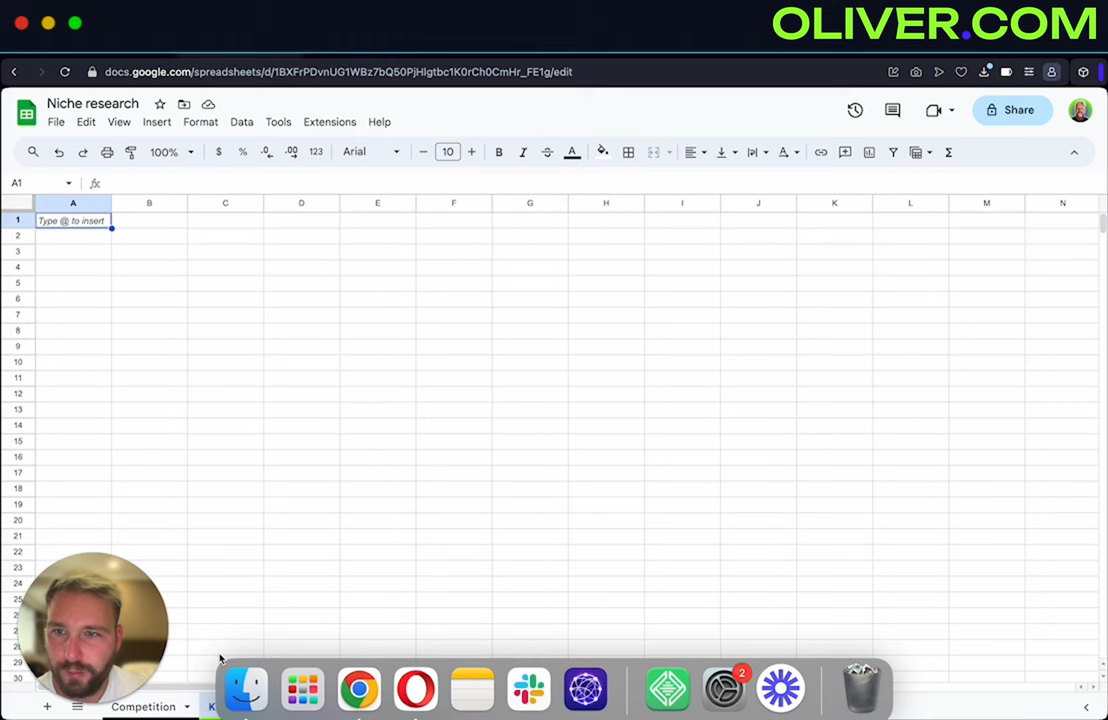 OLIVER.COM
docs.google.com/spreadsheets/d/1BXFrPDvnUG1WBz7bQ50PjHlgtbc1K0rCh0CmHr_FE1g/edit
Niche research
File Edit View Insert Format Data Tools Extensions Help
Share
100% $ % .0 .00 123 Arial 10 B I A
A1 fx
A B C D E F G H I J K L M N
1 Type @ to insert
2
3
4
5
6
7
8
9
10
11
12
13
14
15
16
17
18
19
20
21
22
23
24
25
29
30
2
Competition K